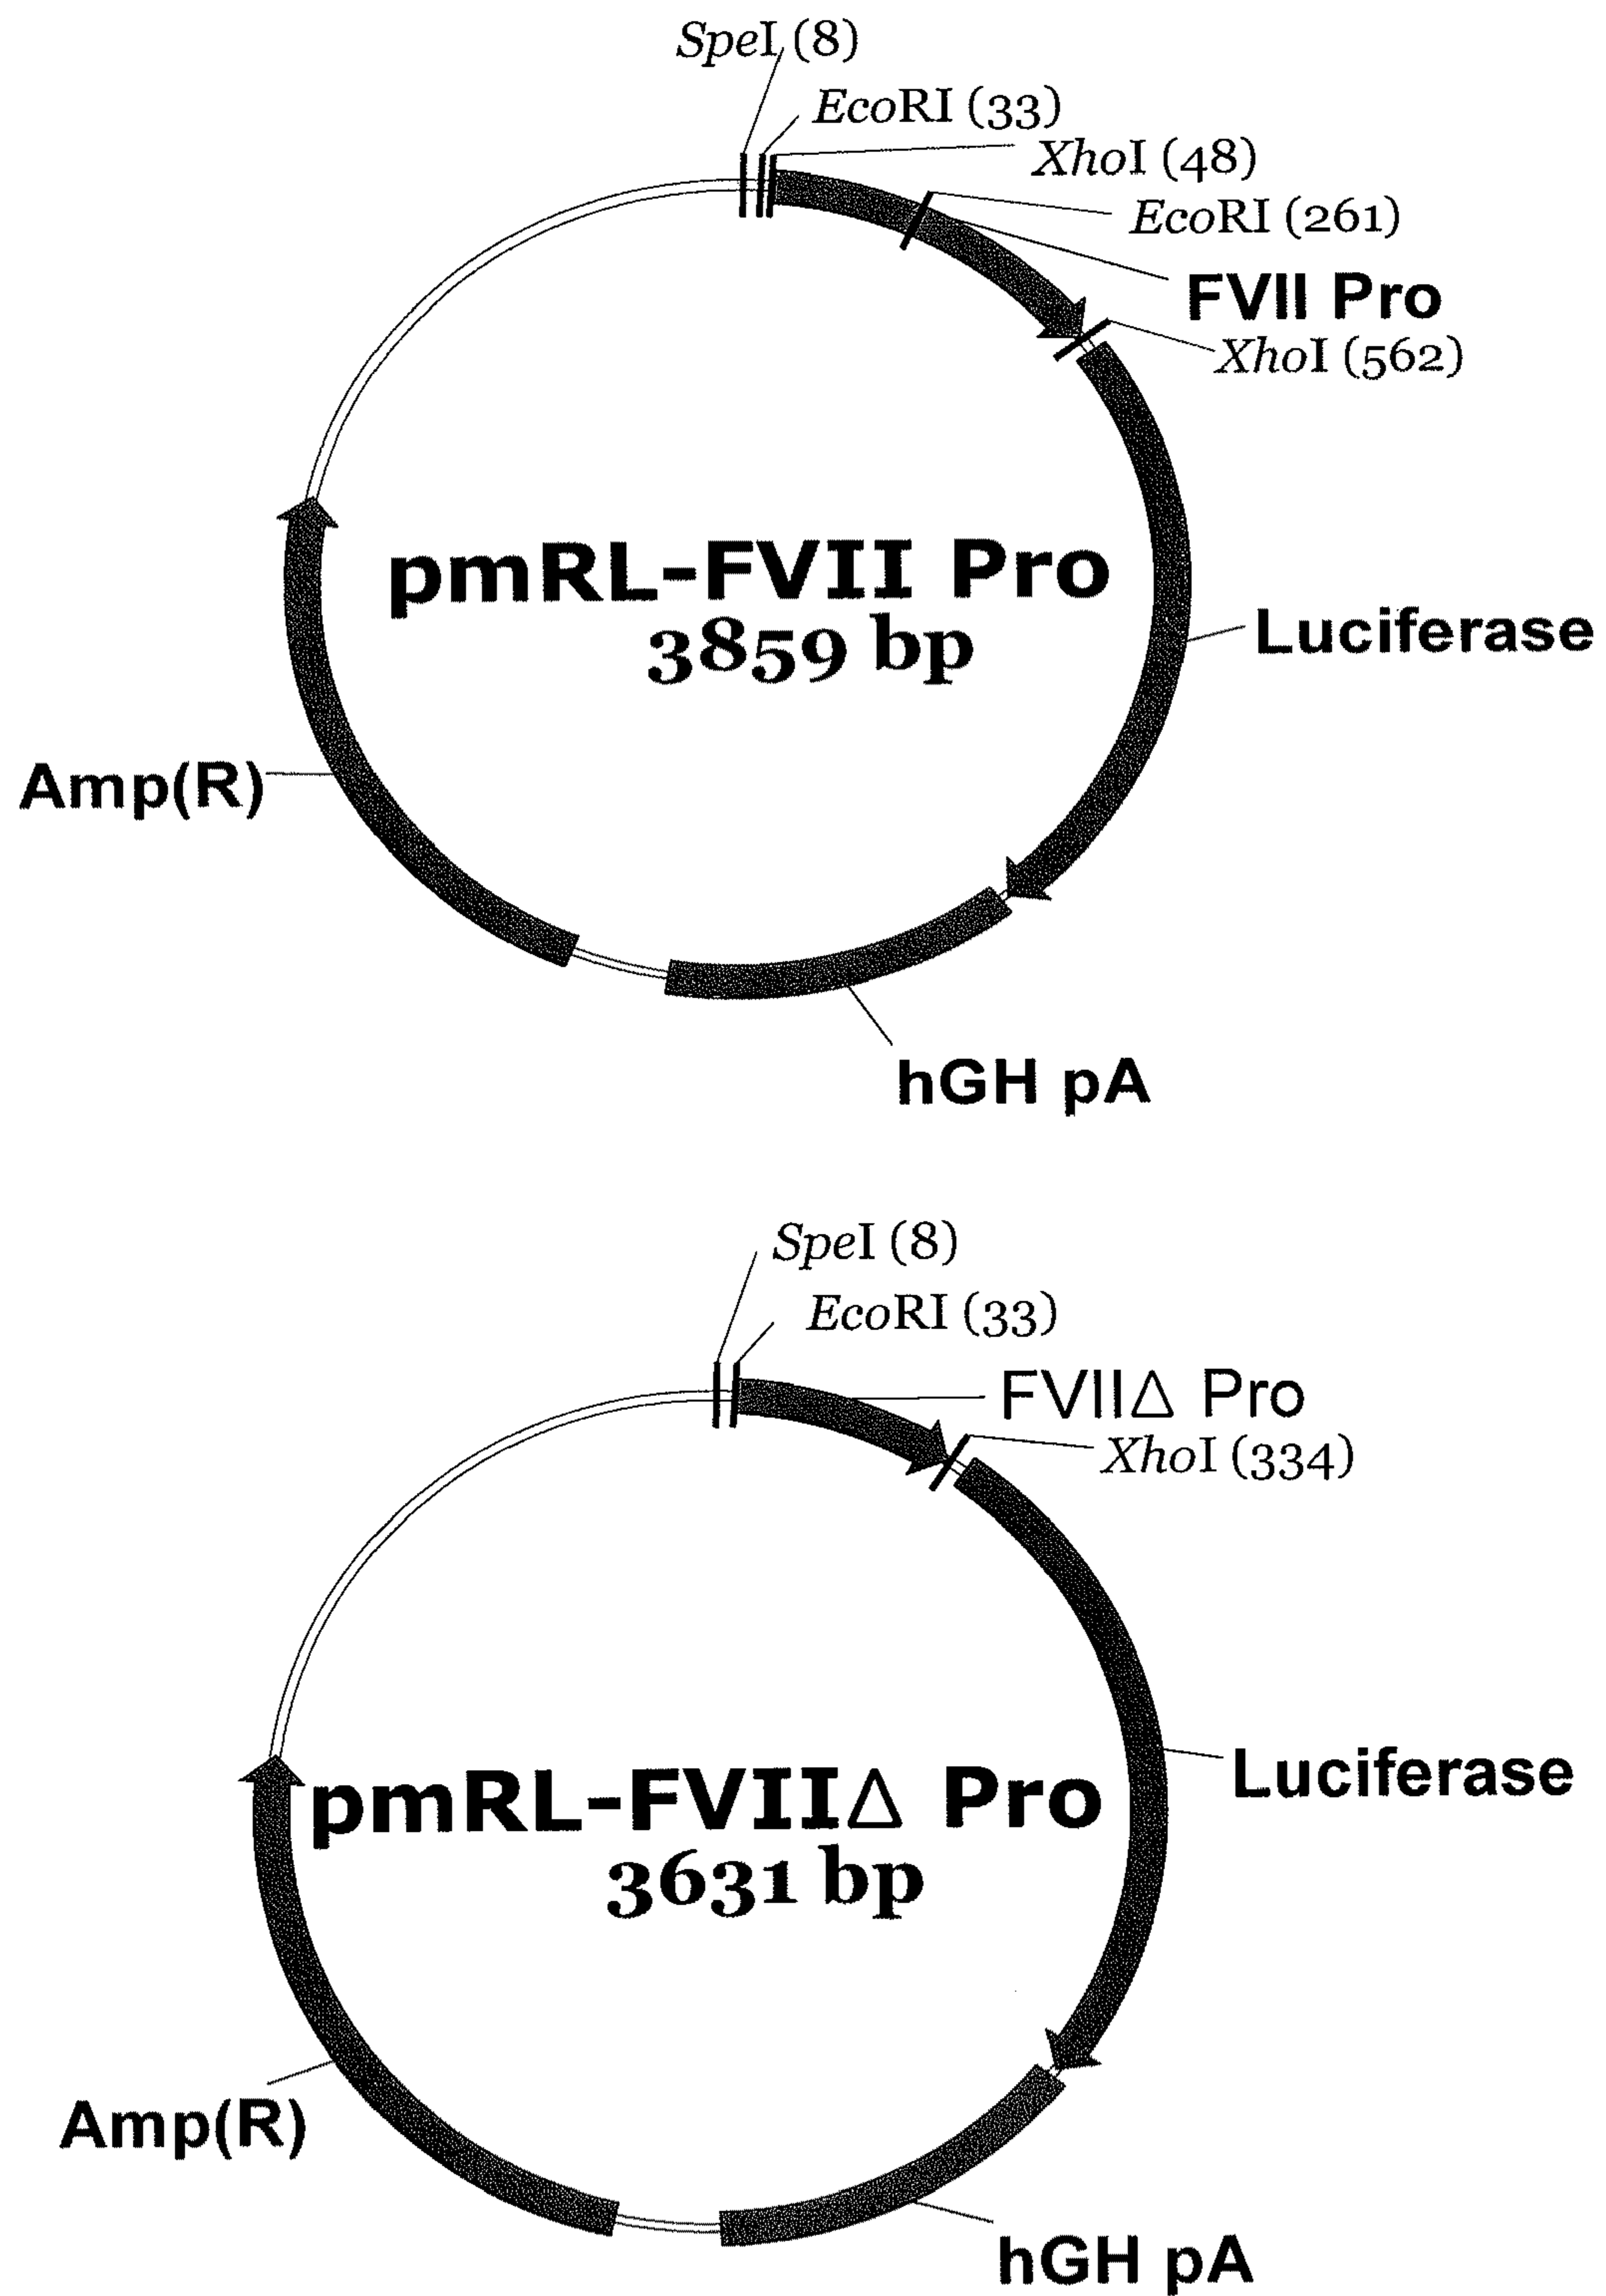 SpeI (8)
EcoRI (33)
XhoI (48)
EcoRI (261)
FVII Pro
XhoI (562)
pmRL-FVII Pro
3859 bp
Luciferase
Amp(R)
hGH pA
SpeI (8)
EcoRI (33)
FVIIΔ Pro
XhoI (334)
Luciferase
pmRL-FVIIΔ Pro
3631 bp
Amp(R)
hGH pA